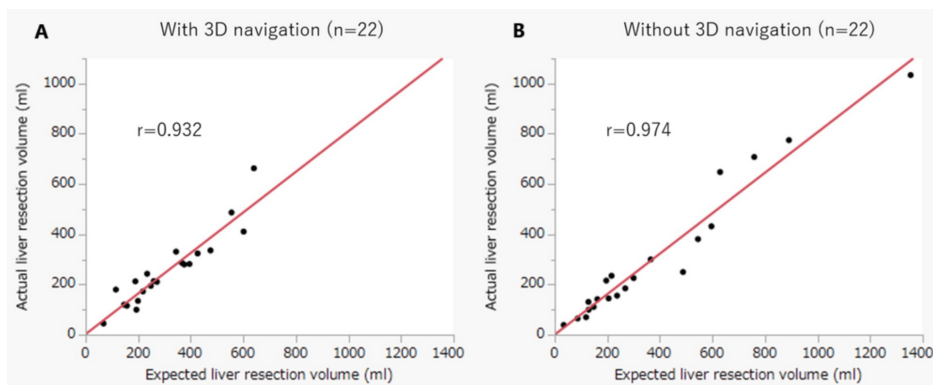 A
With 3D navigation (n=22)
Actual liver resection volume (ml)
1000
800
600
400
200
0
r=0.932
0 200 400 600 800 1000 1200 1400
Expected liver resection volume (ml)
B
Without 3D navigation (n=22)
Actual liver resection volume (ml)
1000
800
600
400
200
0
r=0.974
0 200 400 600 800 1000 1200 1400
Expected liver resection volume (ml)